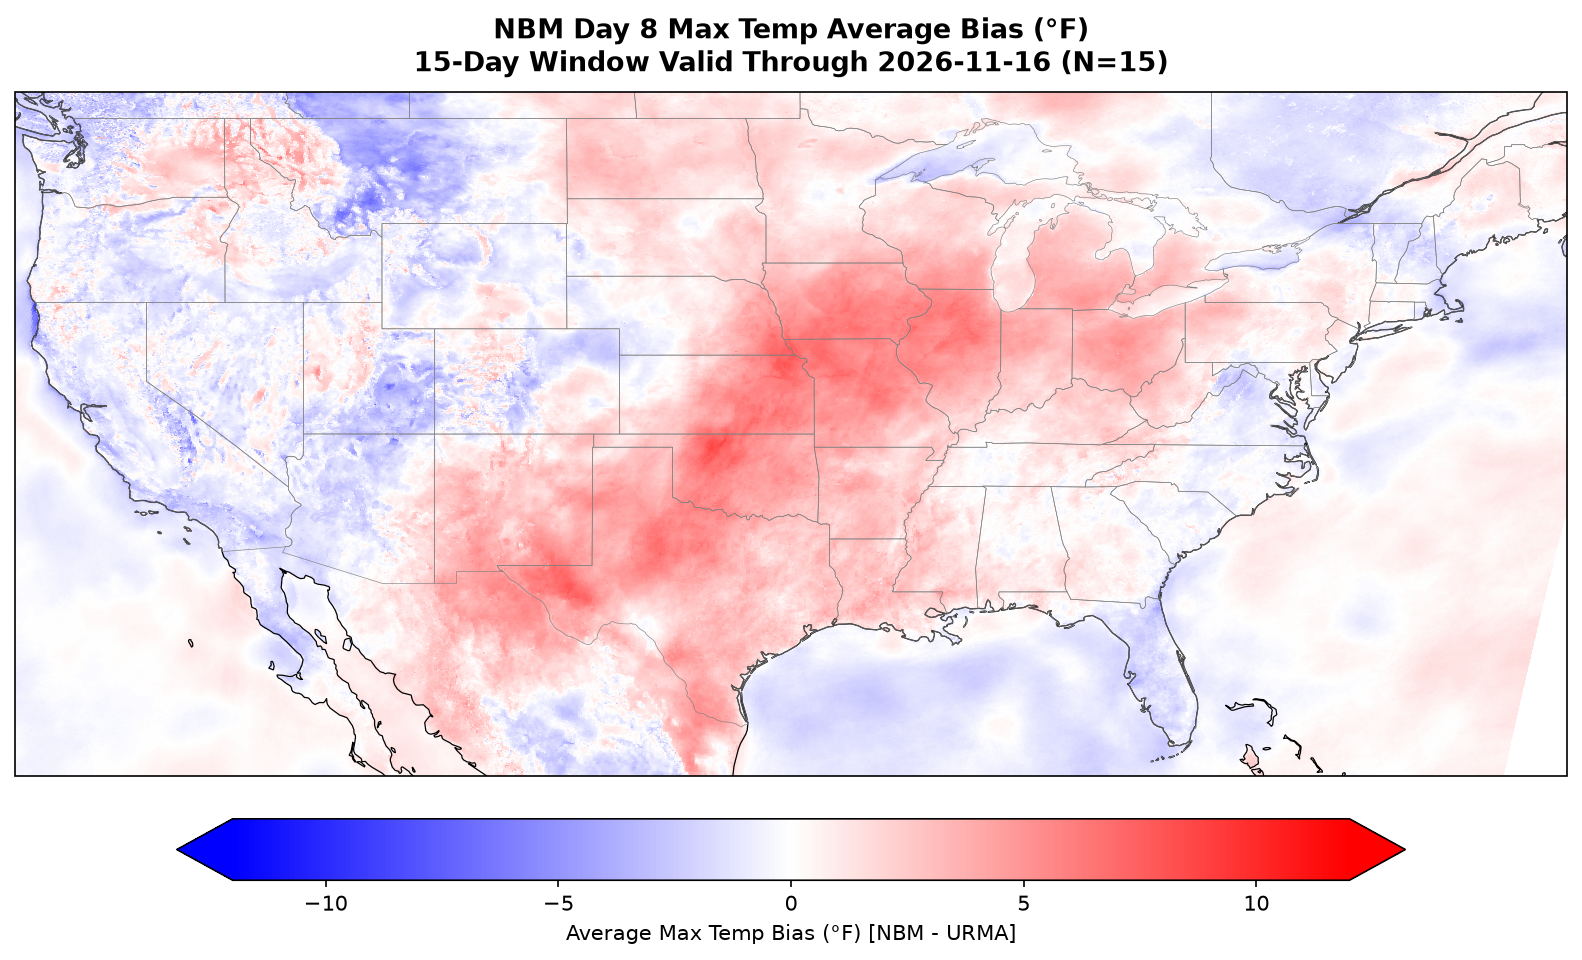 NBM Day 8 Max Temp Average Bias (°F)
15-Day Window Valid Through 2026-11-16 (N=15)
−10 −5 0 5 10
Average Max Temp Bias (°F) [NBM - URMA]